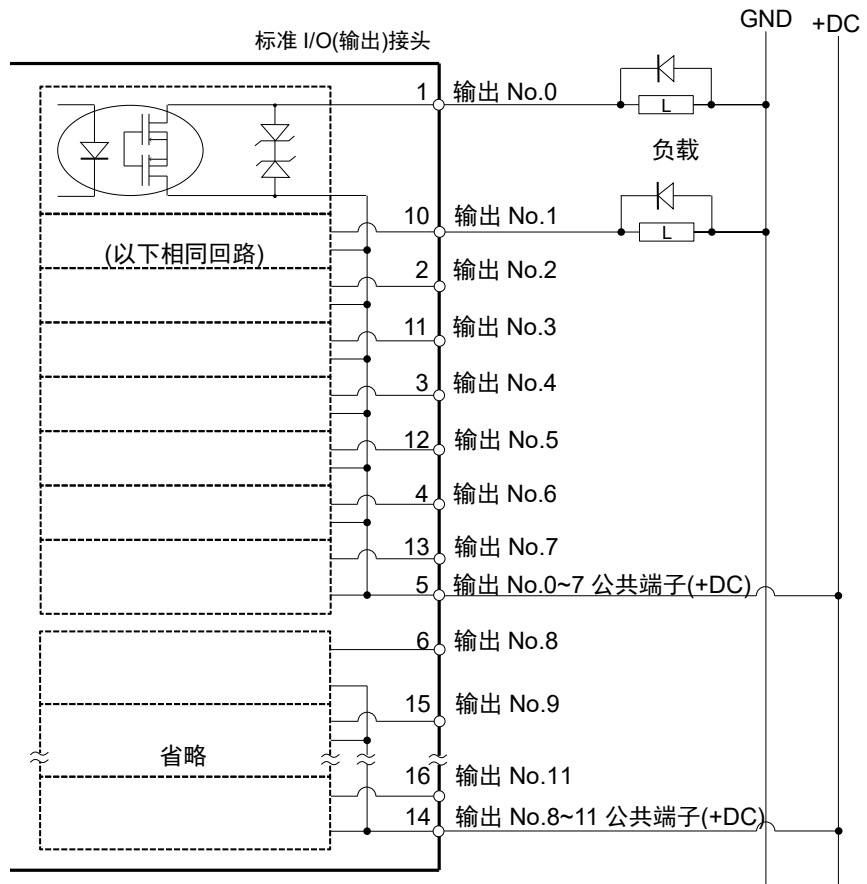 GND +DC
标准 I/O(输出)接头
1 输出 No.0
L
负载
10 输出 No.1
L
(以下相同回路)
2 输出 No.2
11 输出 No.3
3 输出 No.4
12 输出 No.5
4 输出 No.6
13 输出 No.7
5 输出 No.0~7 公共端子(+DC)
6 输出 No.8
15 输出 No.9
省略
16 输出 No.11
14 输出 No.8~11 公共端子(+DC)